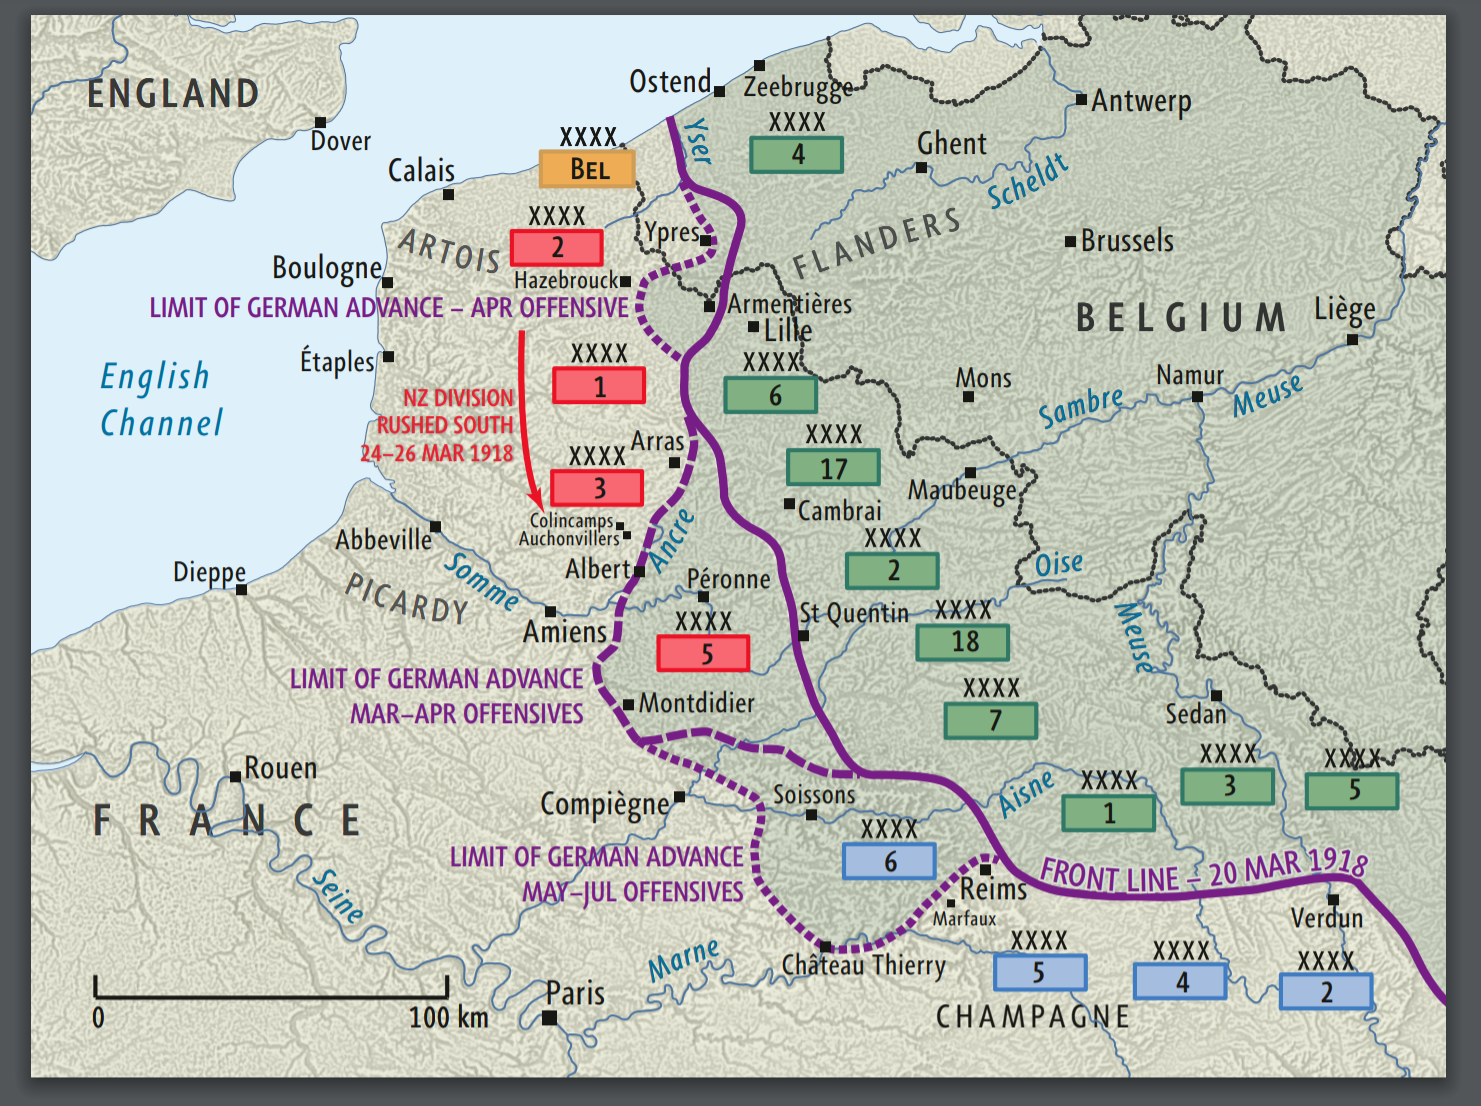 ENGLAND
Dover
Ostend
Zeebrugge
Antwerp
XXXX
BEL
Yser
XXXX
4
Ghent
Scheldt
Calais
XXXX
2
Ypres
FLANDERS
Brussels
ARTOIS
Boulogne
Hazebrouck
LIMIT OF GERMAN ADVANCE – APR OFFENSIVE
Armentières
Lille
BELGIUM
Liège
English
Channel
Étaples
XXXX
1
XXXX
6
Mons
Namur
Sambre
Meuse
NZ DIVISION
RUSHED SOUTH
24–26 MAR 1918
Arras
XXXX
3
XXXX
17
Maubeuge
Cambrai
Colincamps
Auchonvillers
Ancre
Abbeville
Somme
Albert
XXXX
2
Oise
Dieppe
PICARDY
Péronne
Amiens
XXXX
5
St Quentin
XXXX
18
Meuse
LIMIT OF GERMAN ADVANCE
MAR–APR OFFENSIVES
Montdidier
XXXX
7
Sedan
Rouen
FRANCE
Compiègne
Soissons
Aisne
XXXX
1
XXXX
3
XXXX
5
LIMIT OF GERMAN ADVANCE
MAY–JUL OFFENSIVES
XXXX
6
FRONT LINE – 20 MAR 1918
Seine
Reims
Marfaux
Verdun
Marne
Château Thierry
XXXX
5
XXXX
4
XXXX
2
CHAMPAGNE
Paris
0
100 km